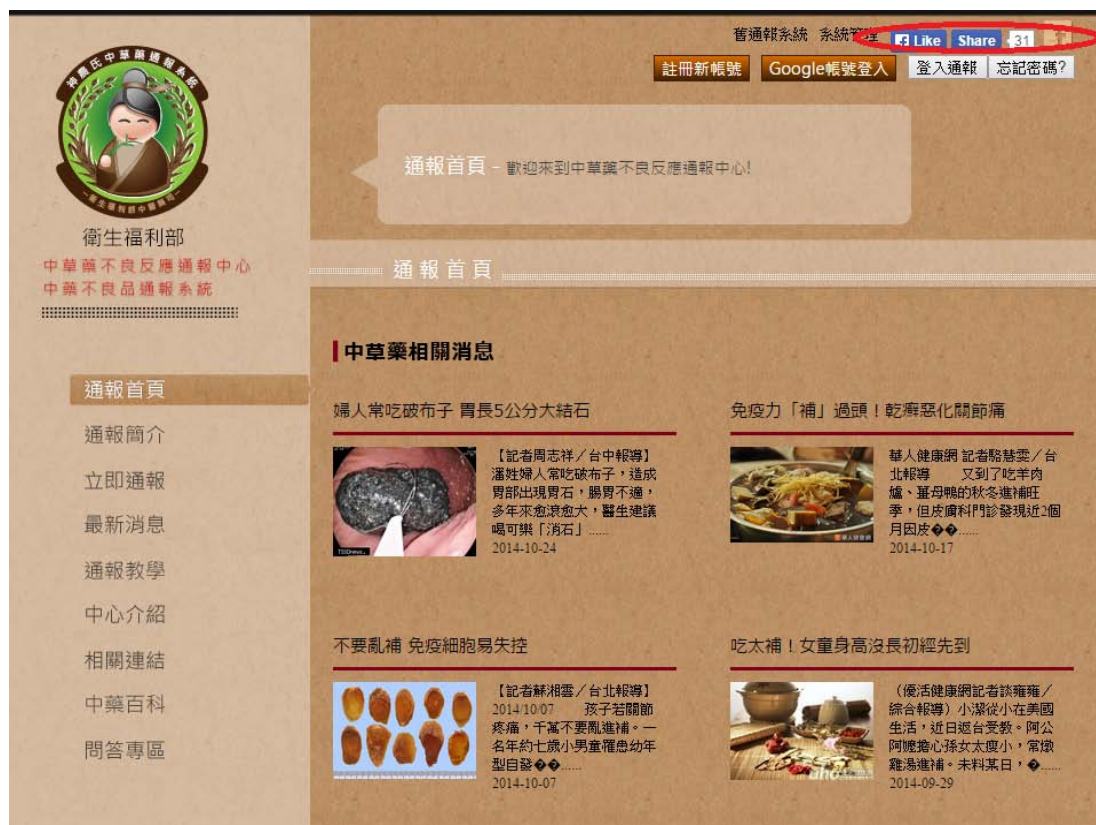 舊通報系統 系統管理
Like Share 31
註冊新帳號 Google帳號登入 登入通報 忘記密碼?
神農氏中草藥通報系統
衛生福利部
中草藥不良反應通報中心
中藥不良品通報系統
通報首頁 - 歡迎來到中草藥不良反應通報中心!
通報首頁
通報首頁
通報簡介
立即通報
最新消息
通報教學
中心介紹
相關連結
中藥百科
問答專區
中草藥相關消息
婦人常吃破布子 胃長5公分大結石
【記者周志祥／台中報導】
潘姓婦人常吃破布子，造成
胃部出現胃石，腸胃不適，
多年來愈滾愈大，醫生建議
喝可樂「消石」......
2014-10-24
免疫力「補」過頭！乾癬惡化關節痛
華人健康網 記者駱慧雯／台
北報導 又到了吃羊肉
爐、薑母鴨的秋冬進補旺
季，但皮膚科門診發現近2個
月因皮��......
2014-10-17
不要亂補 免疫細胞易失控
【記者蘇湘雲／台北報導】
2014/10/07 孩子若關節
疼痛，千萬不要亂進補。一
名年約七歲小男童罹患幼年
型自發��......
2014-10-07
吃太補！女童身高沒長初經先到
（優活健康網記者談雍雍／
綜合報導）小潔從小在美國
生活，近日返台受教。阿公
阿嬤擔心孫女太瘦小，常燉
雞湯進補。未料某日，�......
2014-09-29